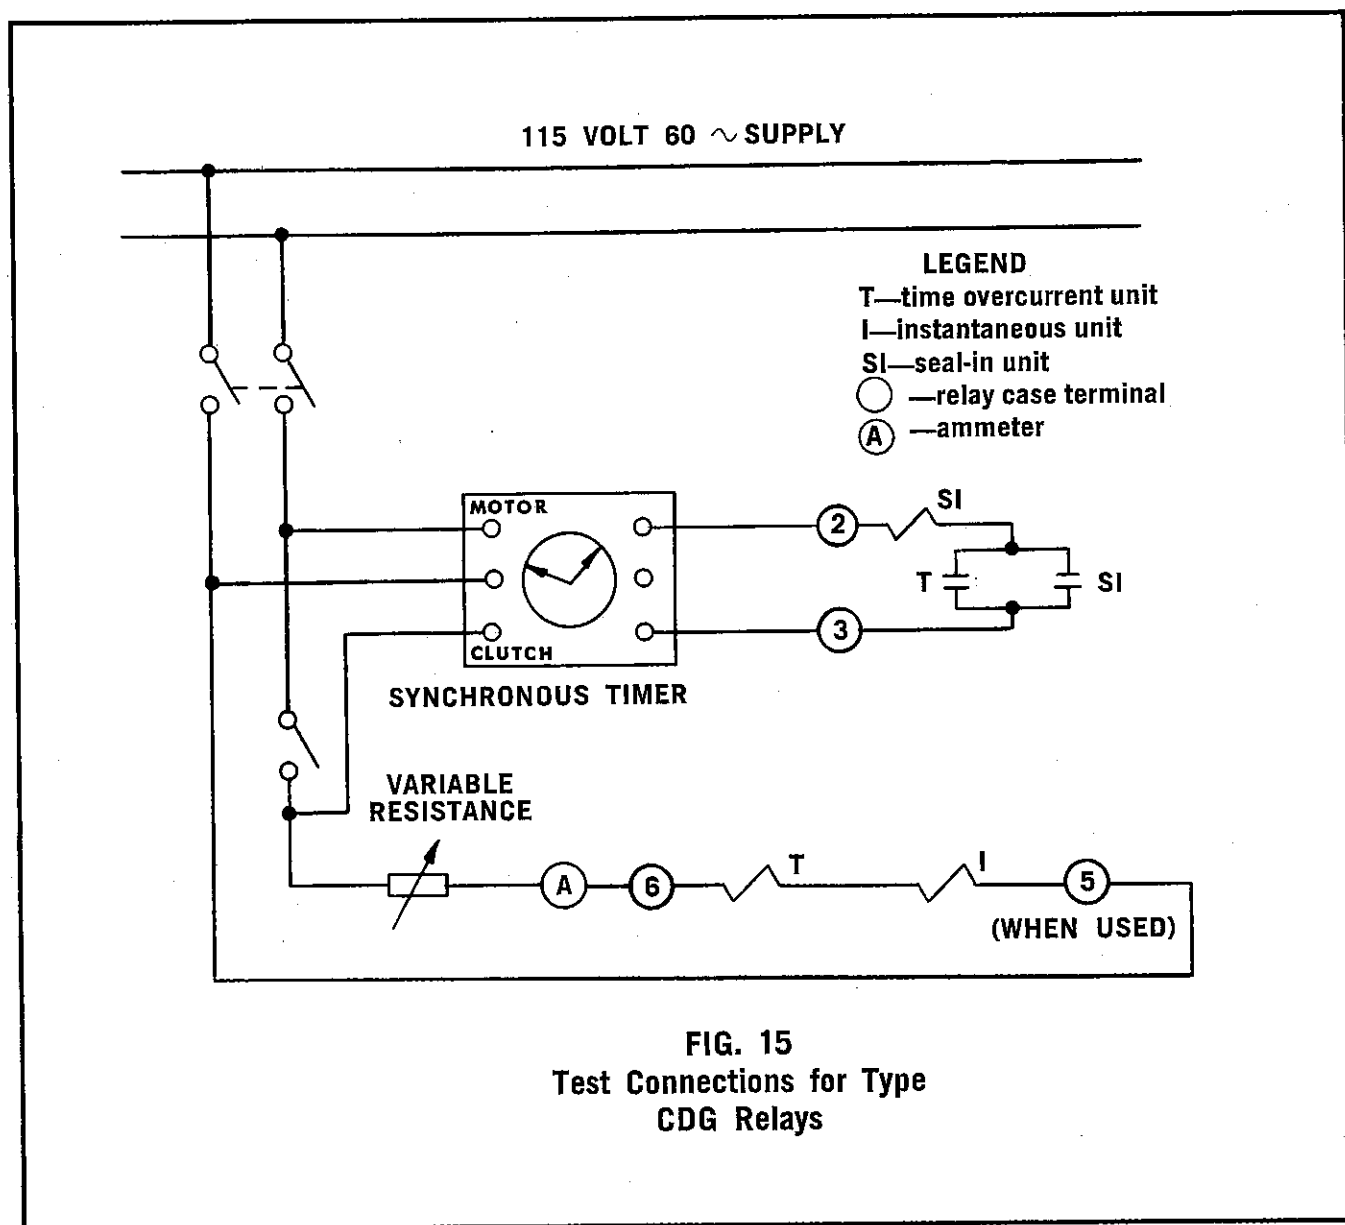 115 VOLT 60 ∿ SUPPLY
LEGEND
T—time overcurrent unit
I—instantaneous unit
SI—seal-in unit
—relay case terminal
A —ammeter
MOTOR
CLUTCH
SYNCHRONOUS TIMER
2
SI
T
SI
3
VARIABLE
RESISTANCE
A
6
T
I
5
(WHEN USED)
FIG. 15
Test Connections for Type
CDG Relays